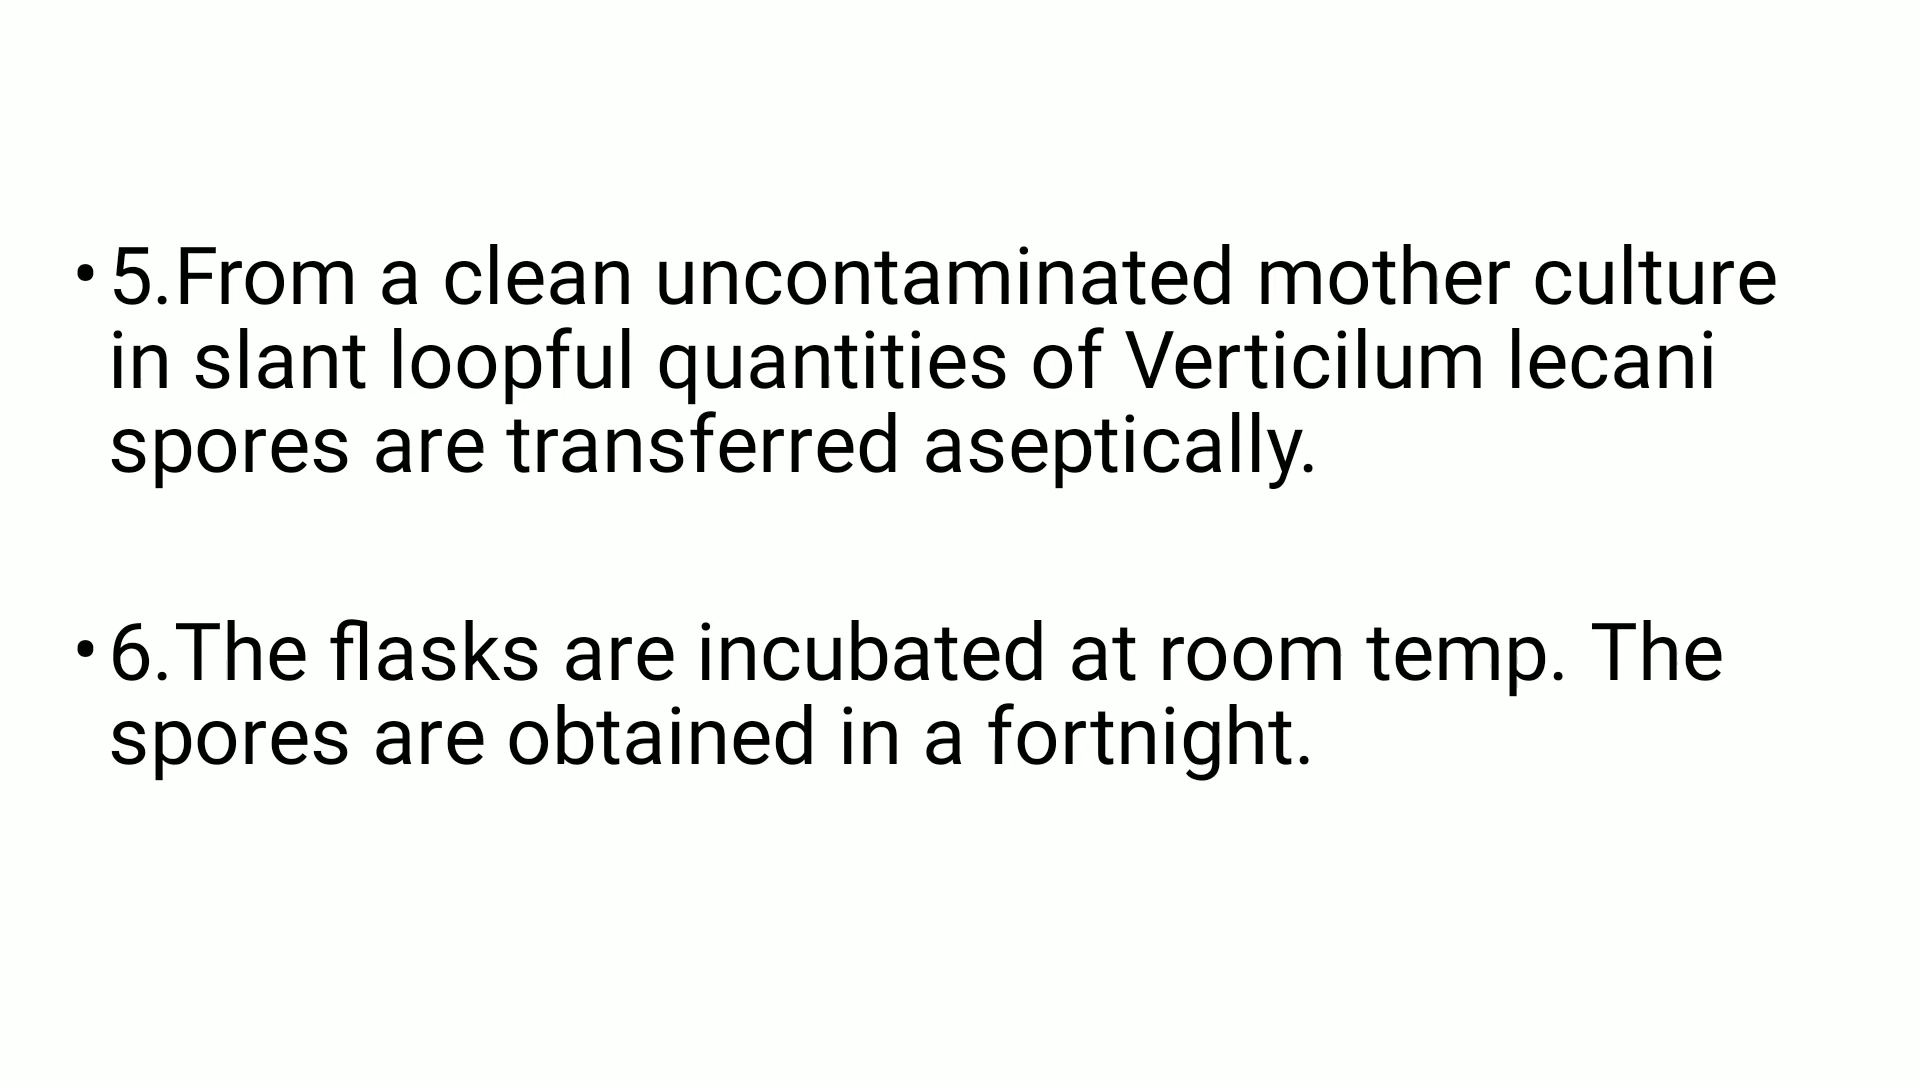 • 5.From a clean uncontaminated mother culture
in slant loopful quantities of Verticilum lecani
spores are transferred aseptically.
• 6.The flasks are incubated at room temp. The
spores are obtained in a fortnight.